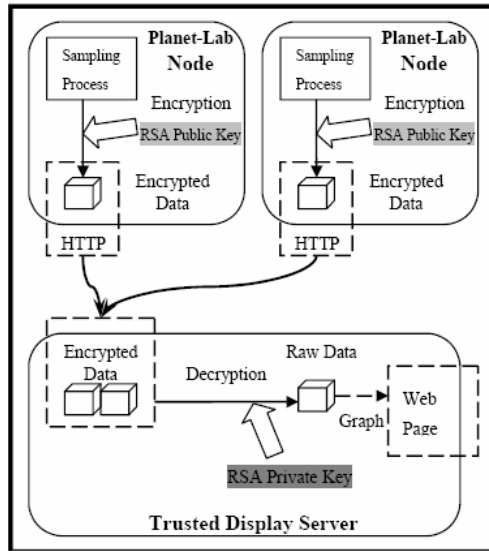 Sampling
Process
Planet-Lab
Node
Encryption
RSA Public Key
Encrypted
Data
HTTP
Sampling
Process
Planet-Lab
Node
Encryption
RSA Public Key
Encrypted
Data
HTTP
Encrypted
Data
Decryption
Raw Data
Graph
Web
Page
RSA Private Key
Trusted Display Server